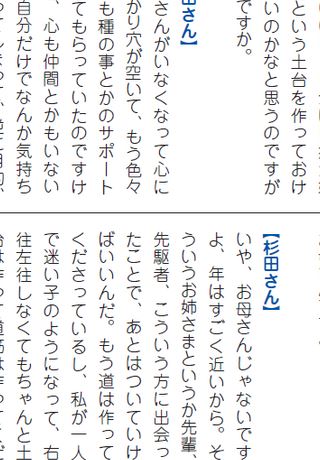 という土台を作っておけ
いのかなと思うのですが
ですか。
田さん】
さんがいなくなって心に
かり穴が空いて、もう色々
ても種の事とかのサポート
てもらっていたのですけ
、心も仲間とかもいない
自分だけでなんか気持ち
【杉田さん】
いや、お母さんじゃないです
よ、年はすごく近いから。そ
ういうお姉さまというか先輩、
先駆者、こういう方に出会っ
たことで、あとはついていけ
ばいいんだ。もう道は作って
くださっているし、私が一人
で迷い子のようになって、右
往左往しなくてもちゃんと土